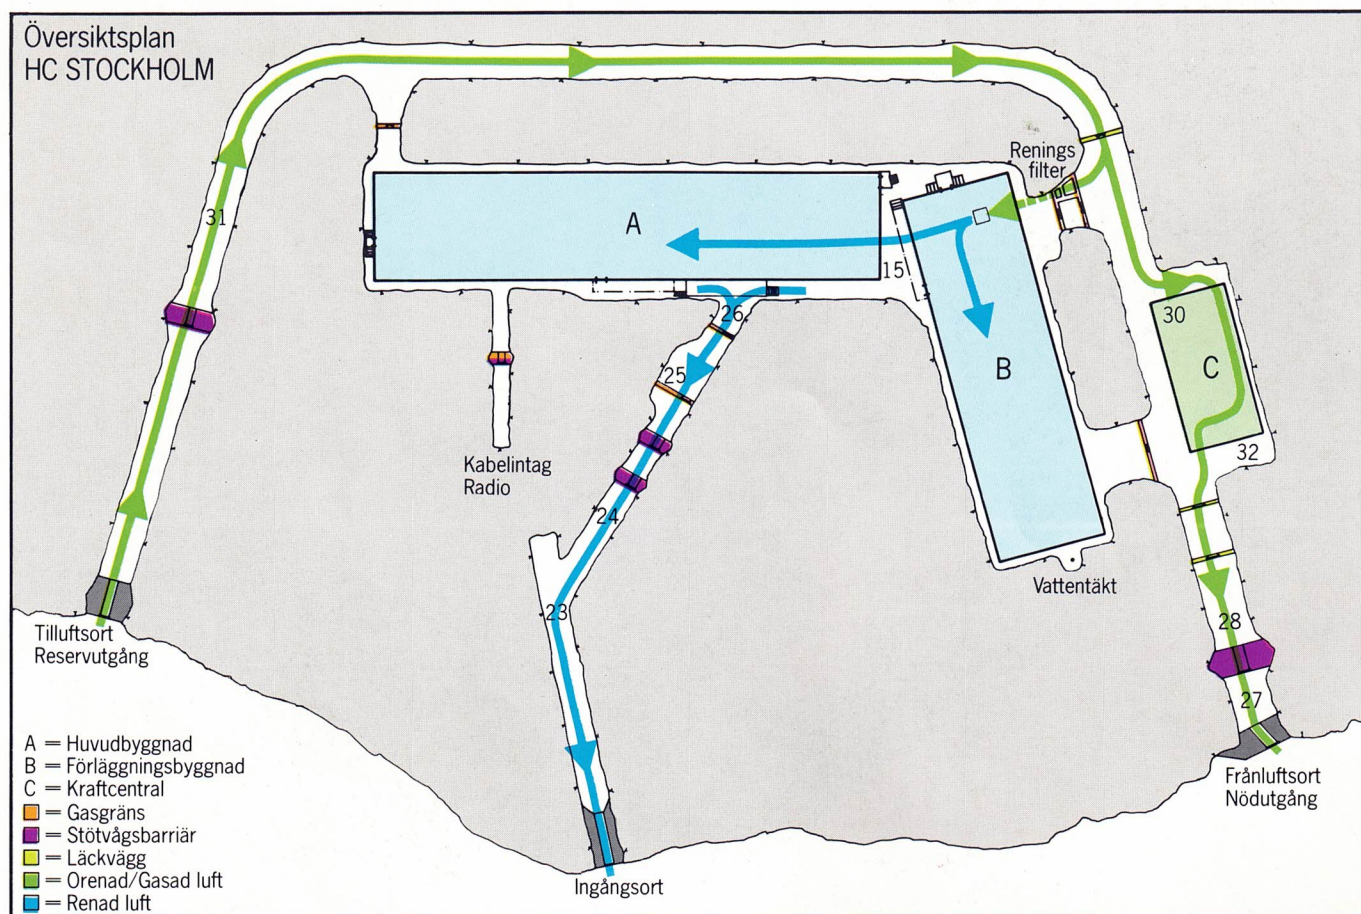 Översiktsplan
HC STOCKHOLM
Renings
filter
A
31
15
26
30
25
B
C
Kabelintag
Radio
32
24
Vattentäkt
23
28
Tilluftsort
Reservutgång
27
A = Huvudbyggnad
B = Förläggningsbyggnad
C = Kraftcentral
= Gasgräns
= Stötvågsbarriär
= Läckvägg
= Orenad/Gasad luft
= Renad luft
Frånluftsort
Nödutgång
Ingångsort